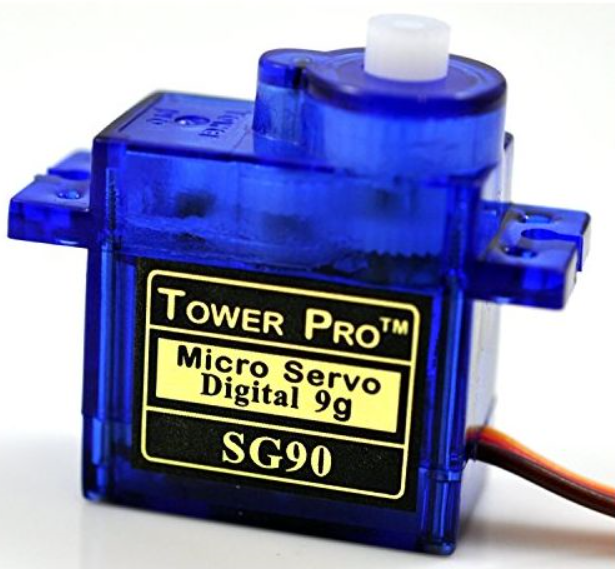 TOWER PRO™
Micro Servo
Digital 9g
SG90